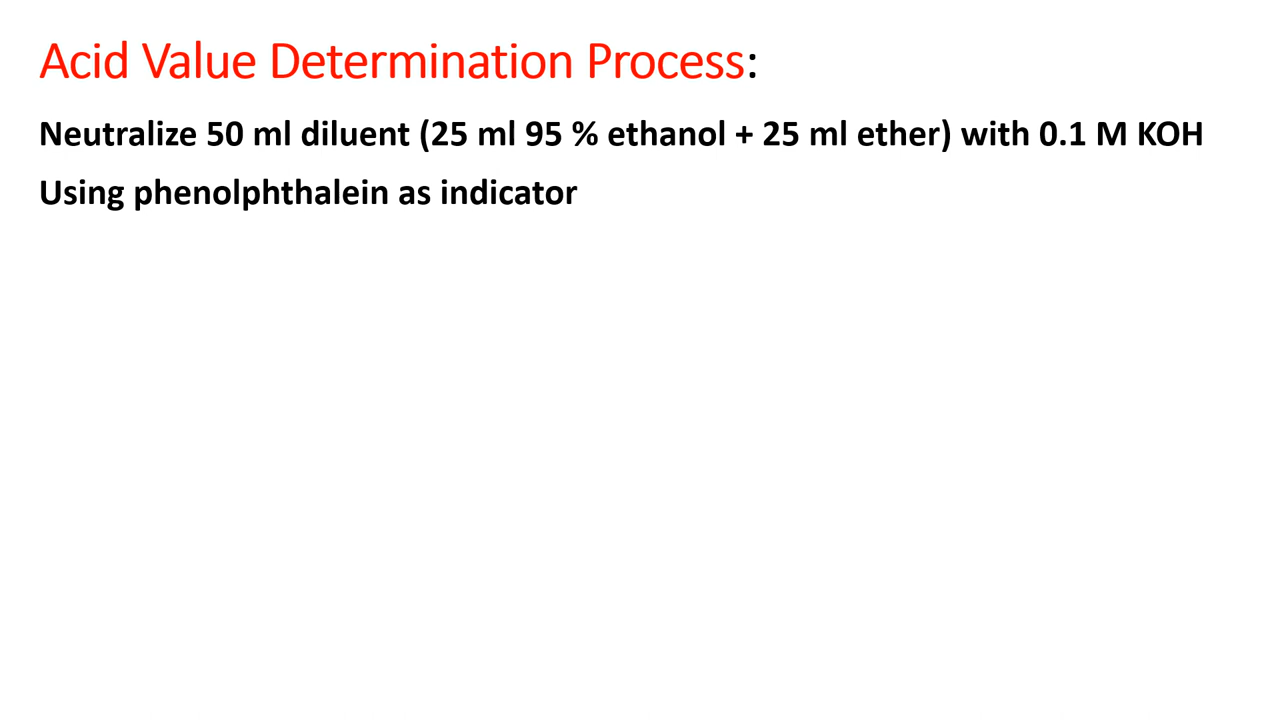 Acid Value Determination Process:
Neutralize 50 ml diluent (25 ml 95 % ethanol + 25 ml ether) with 0.1 M KOH
Using phenolphthalein as indicator